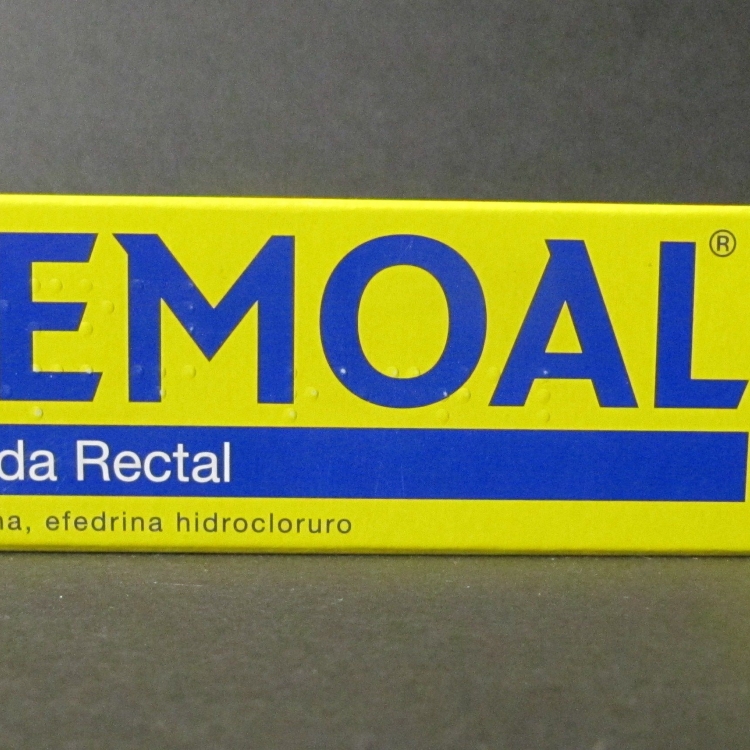 EMOAL®
da Rectal
na, efedrina hidrocloruro